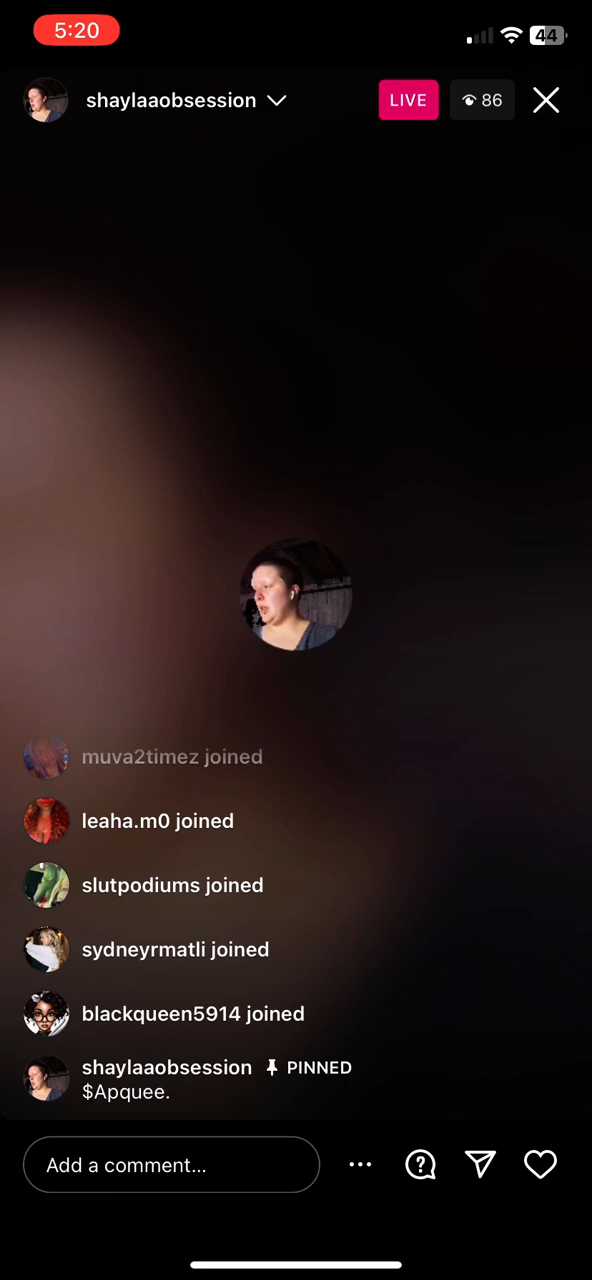 5:20
44
shaylaaobsession
LIVE
86
muva2timez joined
leaha.m0 joined
slutpodiums joined
sydneyrmatli joined
blackqueen5914 joined
shaylaaobsession PINNED
$Apquee.
Add a comment...